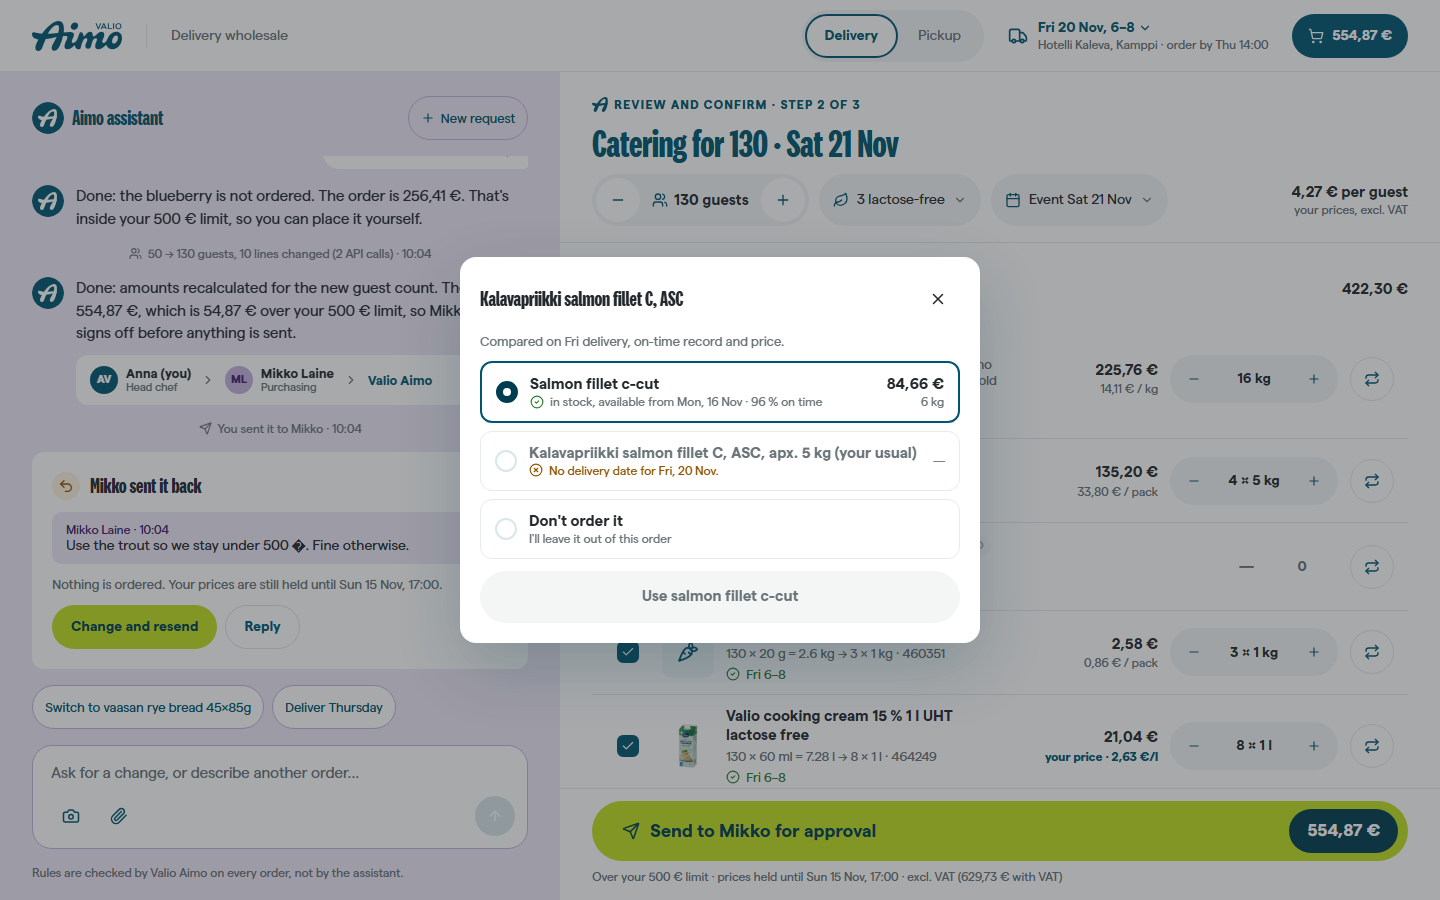 VALIO
Aimo
Delivery wholesale
Delivery
Pickup
Fri 20 Nov, 6–8
Hotelli Kaleva, Kamppi · order by Thu 14:00
554,87 €
Aimo assistant
New request
Done: the blueberry is not ordered. The order is 256,41 €. That's
inside your 500 € limit, so you can place it yourself.
50 → 130 guests, 10 lines changed (2 API calls) · 10:04
Done: amounts recalculated for the new guest count. The
554,87 €, which is 54,87 € over your 500 € limit, so Mikk
signs off before anything is sent.
AV
Anna (you)
Head chef
ML
Mikko Laine
Purchasing
Valio Aimo
You sent it to Mikko · 10:04
Mikko sent it back
Mikko Laine · 10:04
Use the trout so we stay under 500 �. Fine otherwise.
Nothing is ordered. Your prices are still held until Sun 15 Nov, 17:00.
Change and resend
Reply
Switch to vaasan rye bread 45×85g
Deliver Thursday
Ask for a change, or describe another order...
Rules are checked by Valio Aimo on every order, not by the assistant.
REVIEW AND CONFIRM · STEP 2 OF 3
Catering for 130 · Sat 21 Nov
130 guests
3 lactose-free
Event Sat 21 Nov
4,27 € per guest
your prices, excl. VAT
422,30 €
225,76 €
14,11 € / kg
16 kg
135,20 €
33,80 € / pack
4 × 5 kg
— 0
2,58 €
0,86 € / pack
3 × 1 kg
130 × 20 g = 2.6 kg → 3 × 1 kg · 460351
Fri 6–8
Valio cooking cream 15 % 1 l UHT
lactose free
130 × 60 ml = 7.28 l → 8 × 1 l · 464249
Fri 6–8
21,04 €
your price · 2,63 €/l
8 × 1 l
Send to Mikko for approval
554,87 €
Over your 500 € limit · prices held until Sun 15 Nov, 17:00 · excl. VAT (629,73 € with VAT)
Kalavapriikki salmon fillet C, ASC
Compared on Fri delivery, on-time record and price.
Salmon fillet c-cut
in stock, available from Mon, 16 Nov · 96 % on time
84,66 €
6 kg
Kalavapriikki salmon fillet C, ASC, apx. 5 kg (your usual)
No delivery date for Fri, 20 Nov.
—
Don't order it
I'll leave it out of this order
Use salmon fillet c-cut